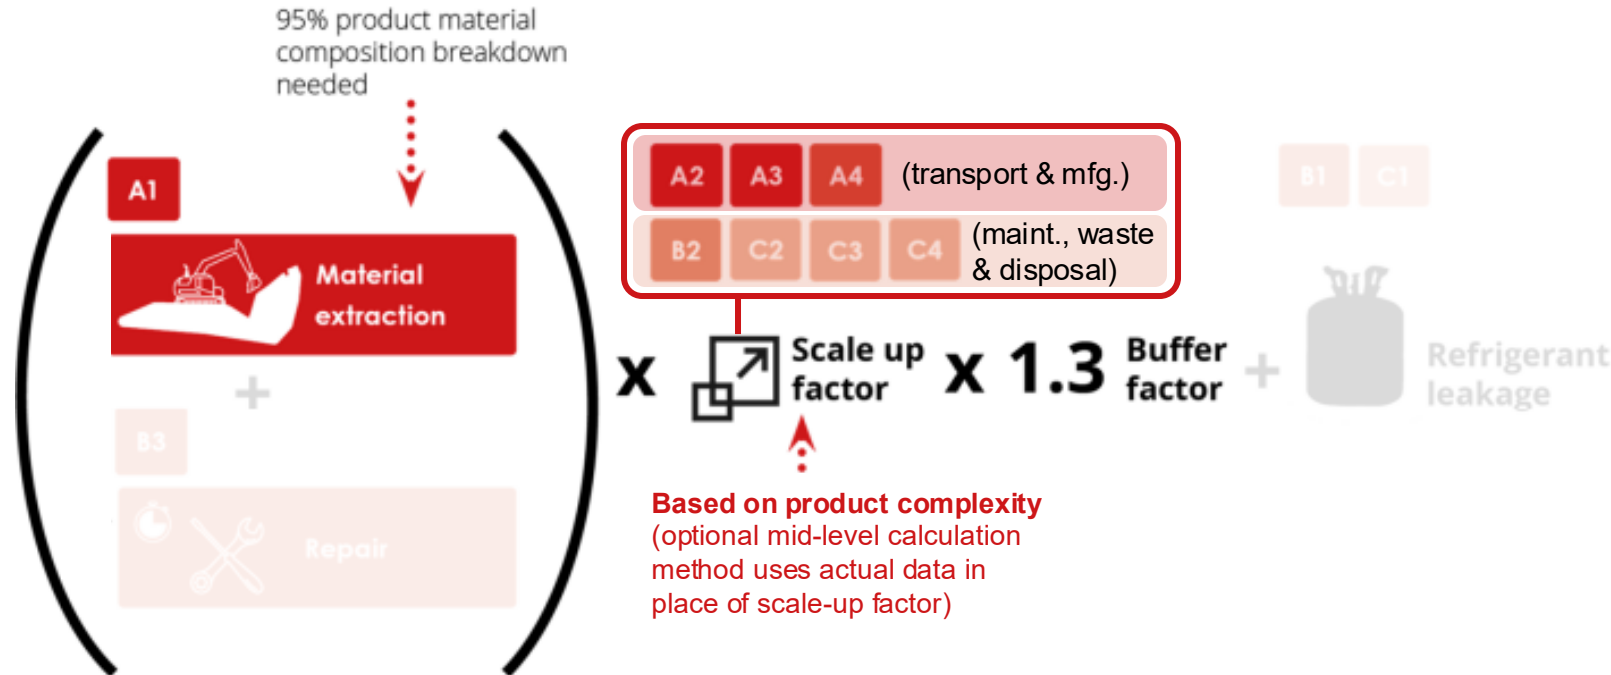 95% product material
composition breakdown
needed
A1
Material
extraction
+
B3
Repair
A2 A3 A4 (transport & mfg.)
B2 C2 C3 C4 (maint., waste
& disposal)
x Scale up
factor
x 1.3 Buffer
factor
+
B1 C1
Refrigerant
leakage
Based on product complexity
(optional mid-level calculation
method uses actual data in
place of scale-up factor)